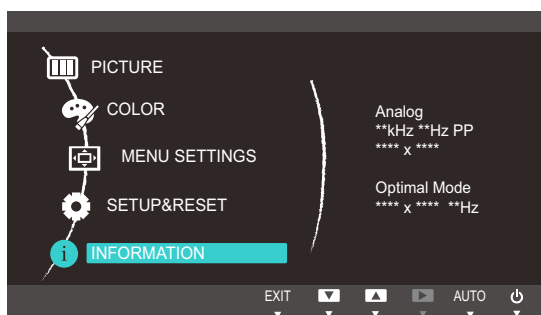 PICTURE
COLOR
MENU SETTINGS
SETUP&RESET
i INFORMATION
Analog
**kHz **Hz PP
**** x ****
Optimal Mode
**** x **** **Hz
EXIT AUTO